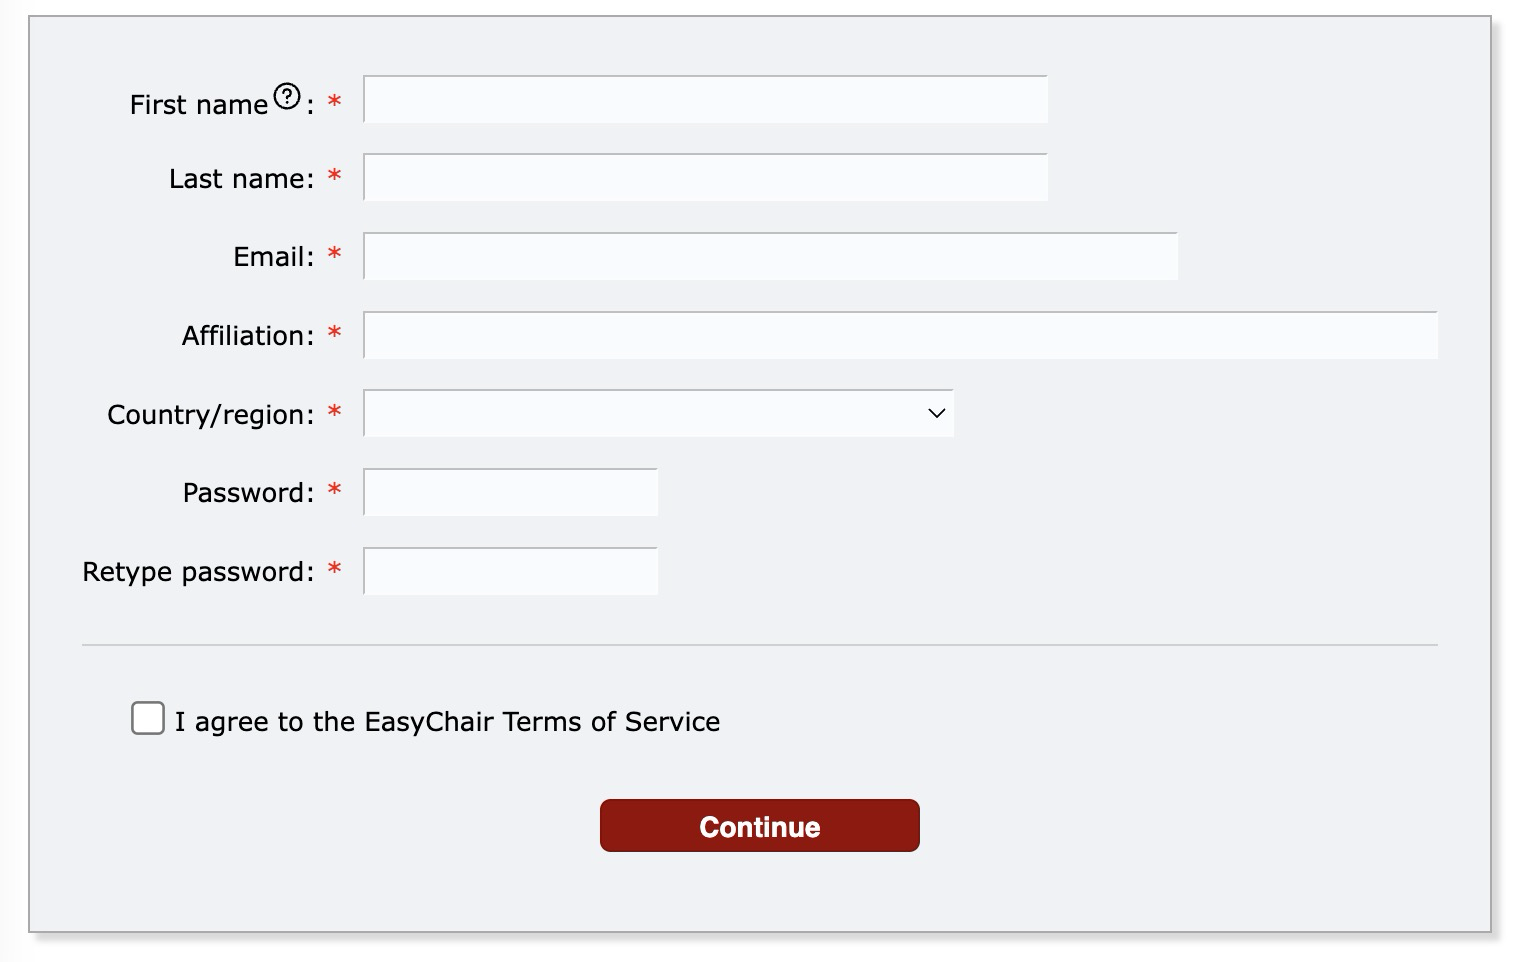 First name?: *
Last name: *
Email: *
Affiliation: *
Country/region: *
Password: *
Retype password: *
I agree to the EasyChair Terms of Service
Continue